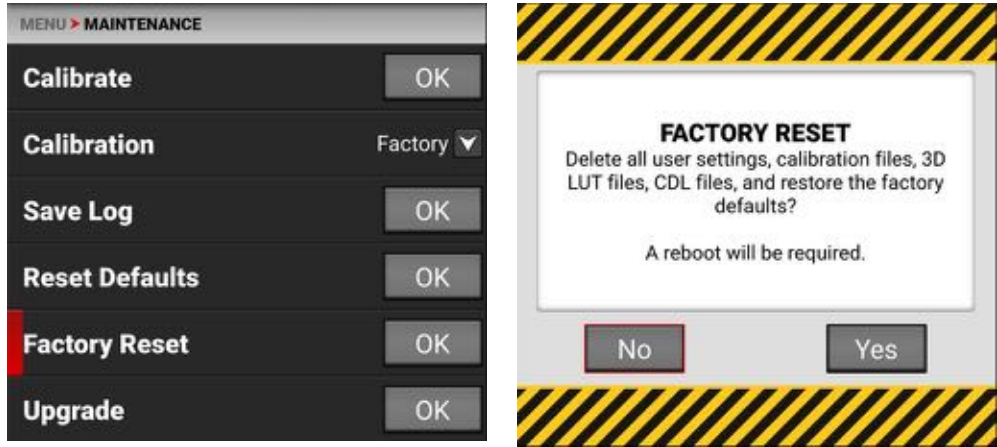 MENU > MAINTENANCE
Calibrate OK
Calibration Factory
Save Log OK
Reset Defaults OK
Factory Reset OK
Upgrade OK
FACTORY RESET
Delete all user settings, calibration files, 3D
LUT files, CDL files, and restore the factory
defaults?
A reboot will be required.
No Yes